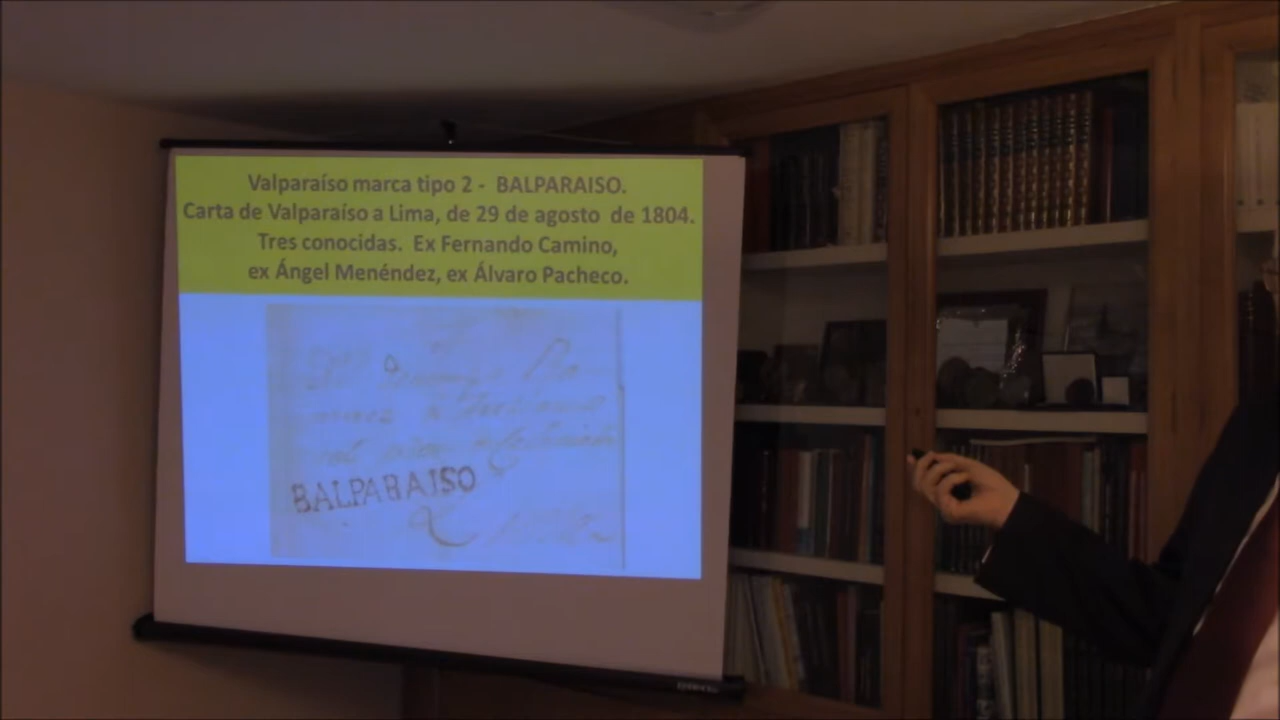 Valparaíso marca tipo 2 - BALPARAISO.
Carta de Valparaíso a Lima, de 29 de agosto de 1804.
Tres conocidas. Ex Fernando Camino,
ex Ángel Menéndez, ex Álvaro Pacheco.
BALPARAISO